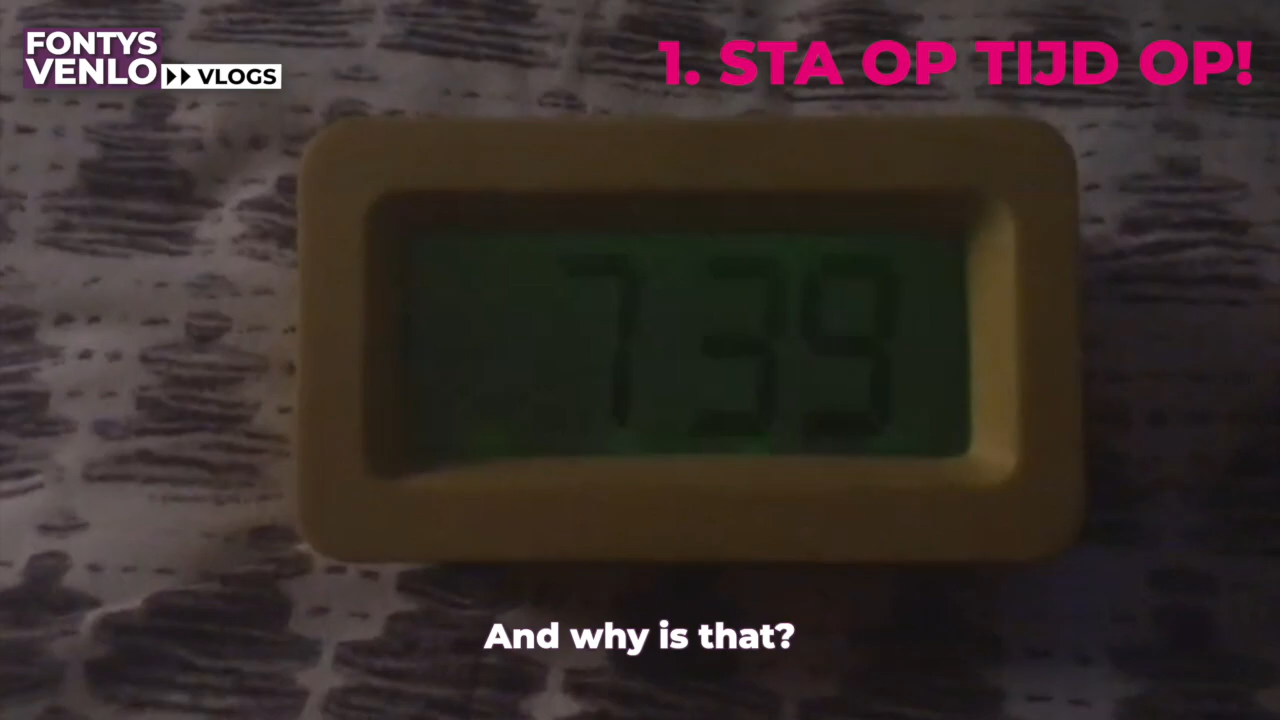 FONTYS
VENLO VLOGS
1. STA OP TIJD OP!
7 39
And why is that?